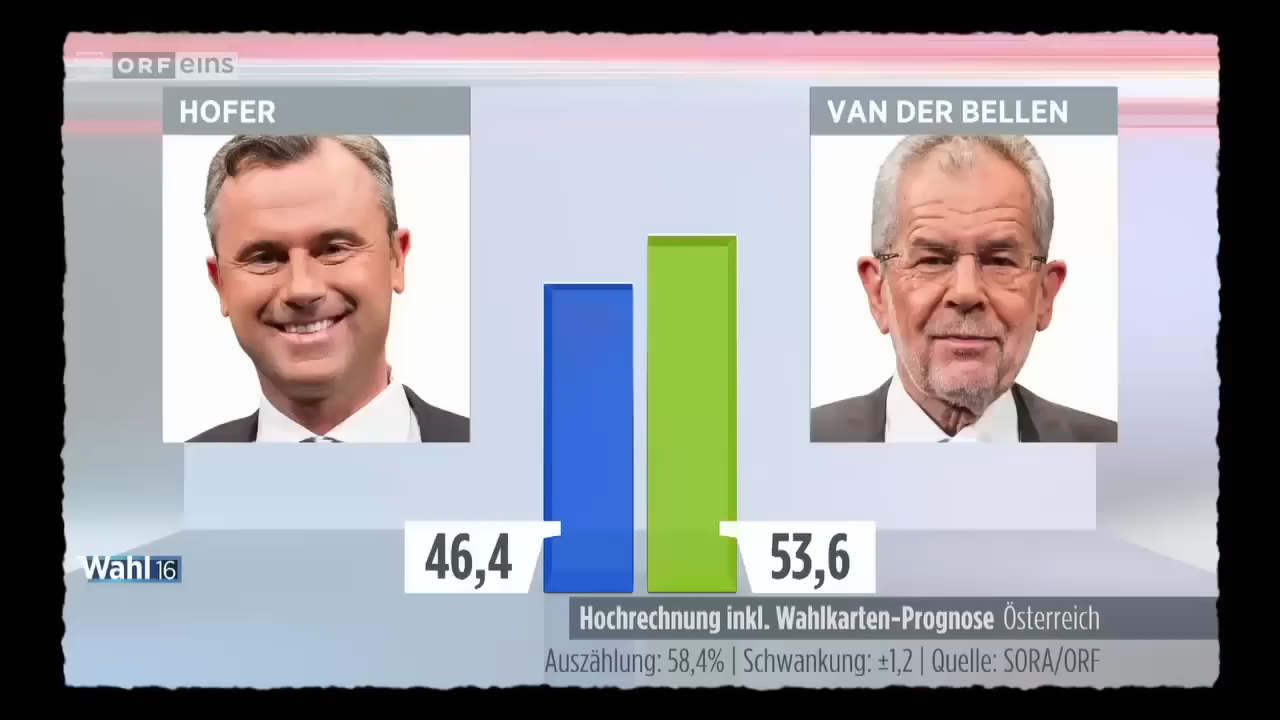 ORF eins
HOFER
VAN DER BELLEN
46,4
53,6
Wahl 16
Hochrechnung inkl. Wahlkarten-Prognose Österreich
Auszählung: 58,4% | Schwankung: ±1,2 | Quelle: SORA/ORF